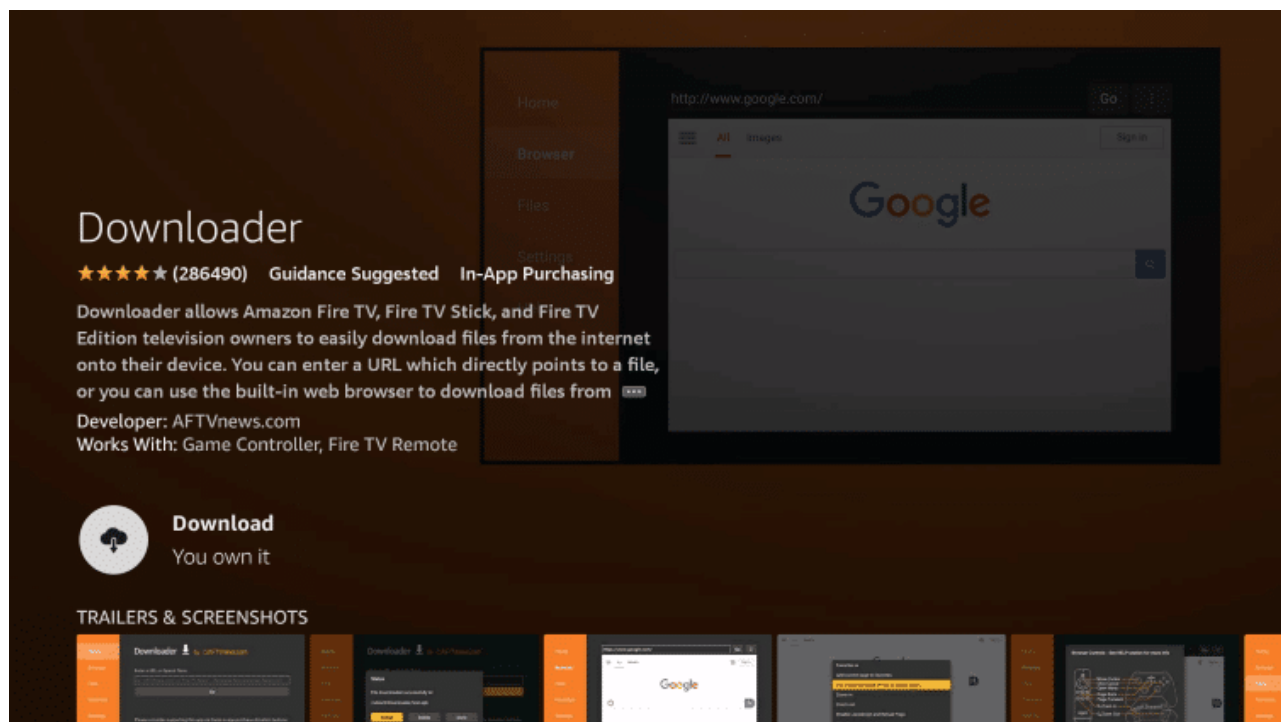 Home
http://www.google.com/
Go
All
Images
Sign in
Browser
Google
Files
Settings
Downloader
(286490) Guidance Suggested In-App Purchasing
Downloader allows Amazon Fire TV, Fire TV Stick, and Fire TV
Edition television owners to easily download files from the internet
onto their device. You can enter a URL which directly points to a file,
or you can use the built-in web browser to download files from
Developer: AFTVnews.com
Works With: Game Controller, Fire TV Remote
Download
You own it
TRAILERS & SCREENSHOTS
Downloader
Downloader
Status
Google